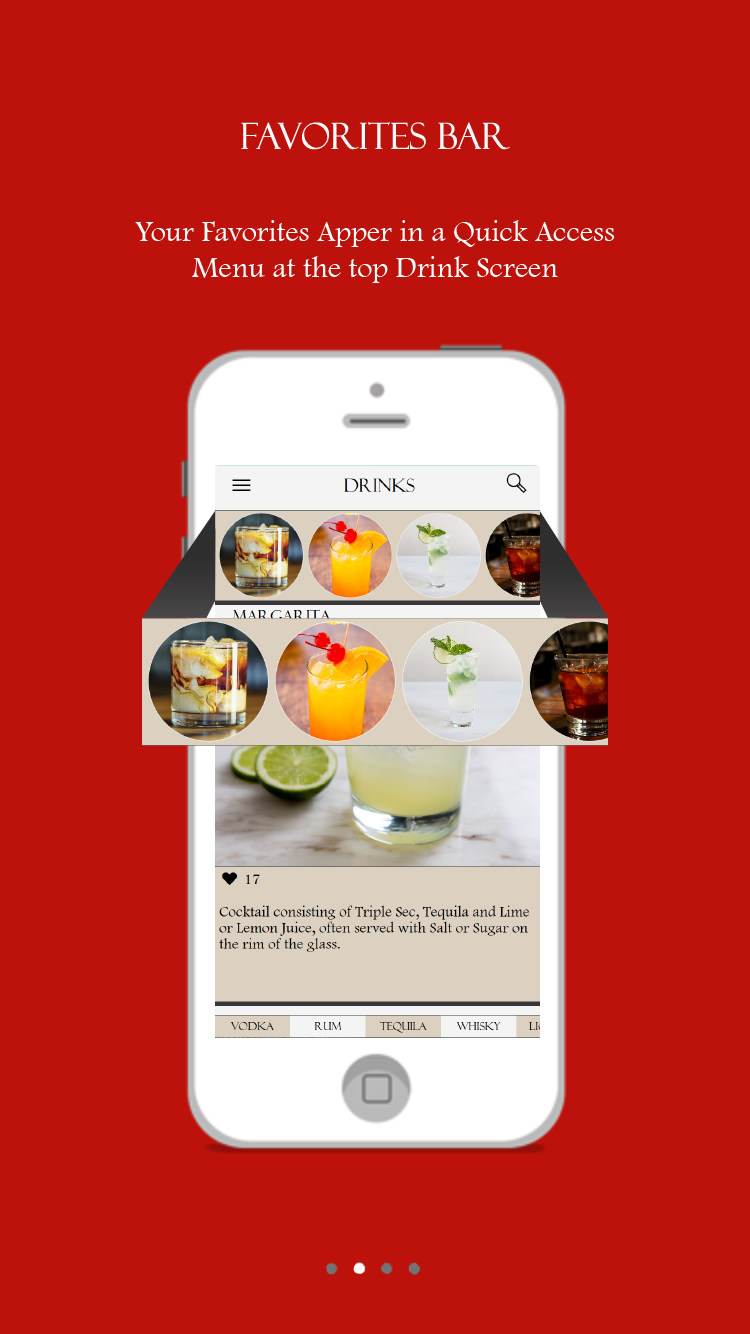 FAVORITES BAR
Your Favorites Apper in a Quick Access
Menu at the top Drink Screen
DRINKS
MARGARITA
17
Cocktail consisting of Triple Sec, Tequila and Lime
or Lemon Juice, often served with Salt or Sugar on
the rim of the glass.
VODKA RUM TEQUILA WHISKY